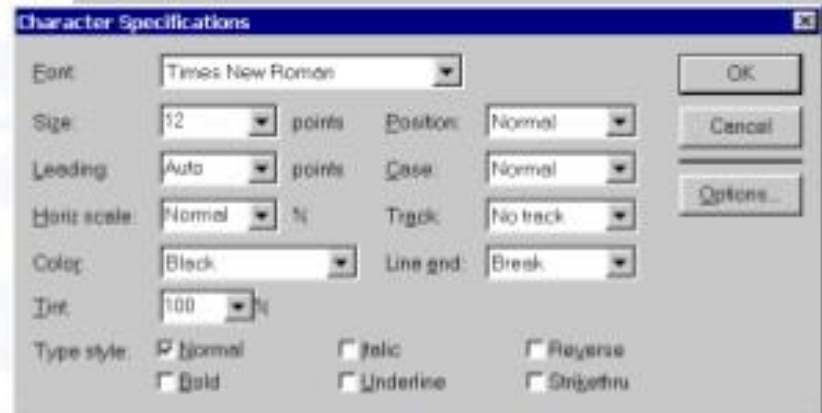 Character Specifications
Font: Times New Roman OK
Size: 12 points Position: Normal Cancel
Leading: Auto points Case: Normal
Options...
Horiz scale: Normal % Track: No track
Color: Black Line end: Break
Tint: 100 %
Type style: Normal Italic Reverse
Bold Underline Strikethru